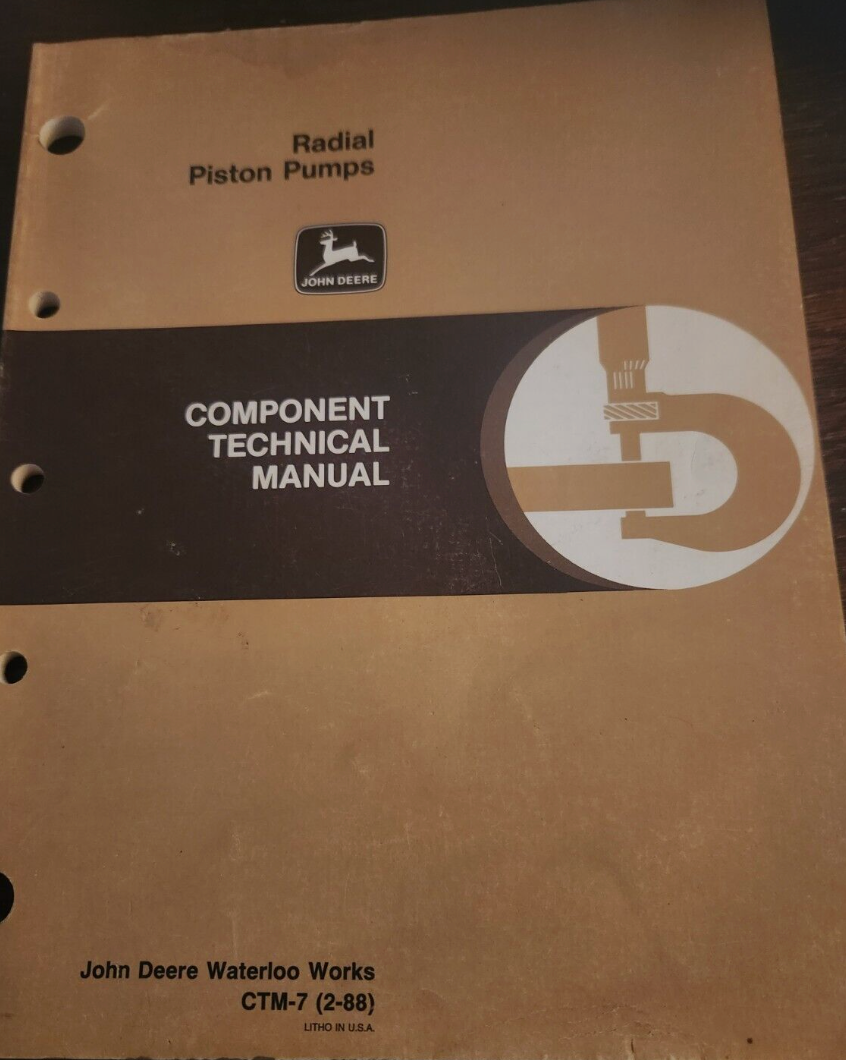 Radial
Piston Pumps
JOHN DEERE
COMPONENT
TECHNICAL
MANUAL
John Deere Waterloo Works
CTM-7 (2-88)
LITHO IN U.S.A.